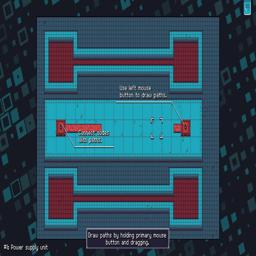 Use left mouse
button to draw paths.
Connect nodes
with paths.
Draw paths by holding primary mouse
button and dragging.
#6 Power supply unit